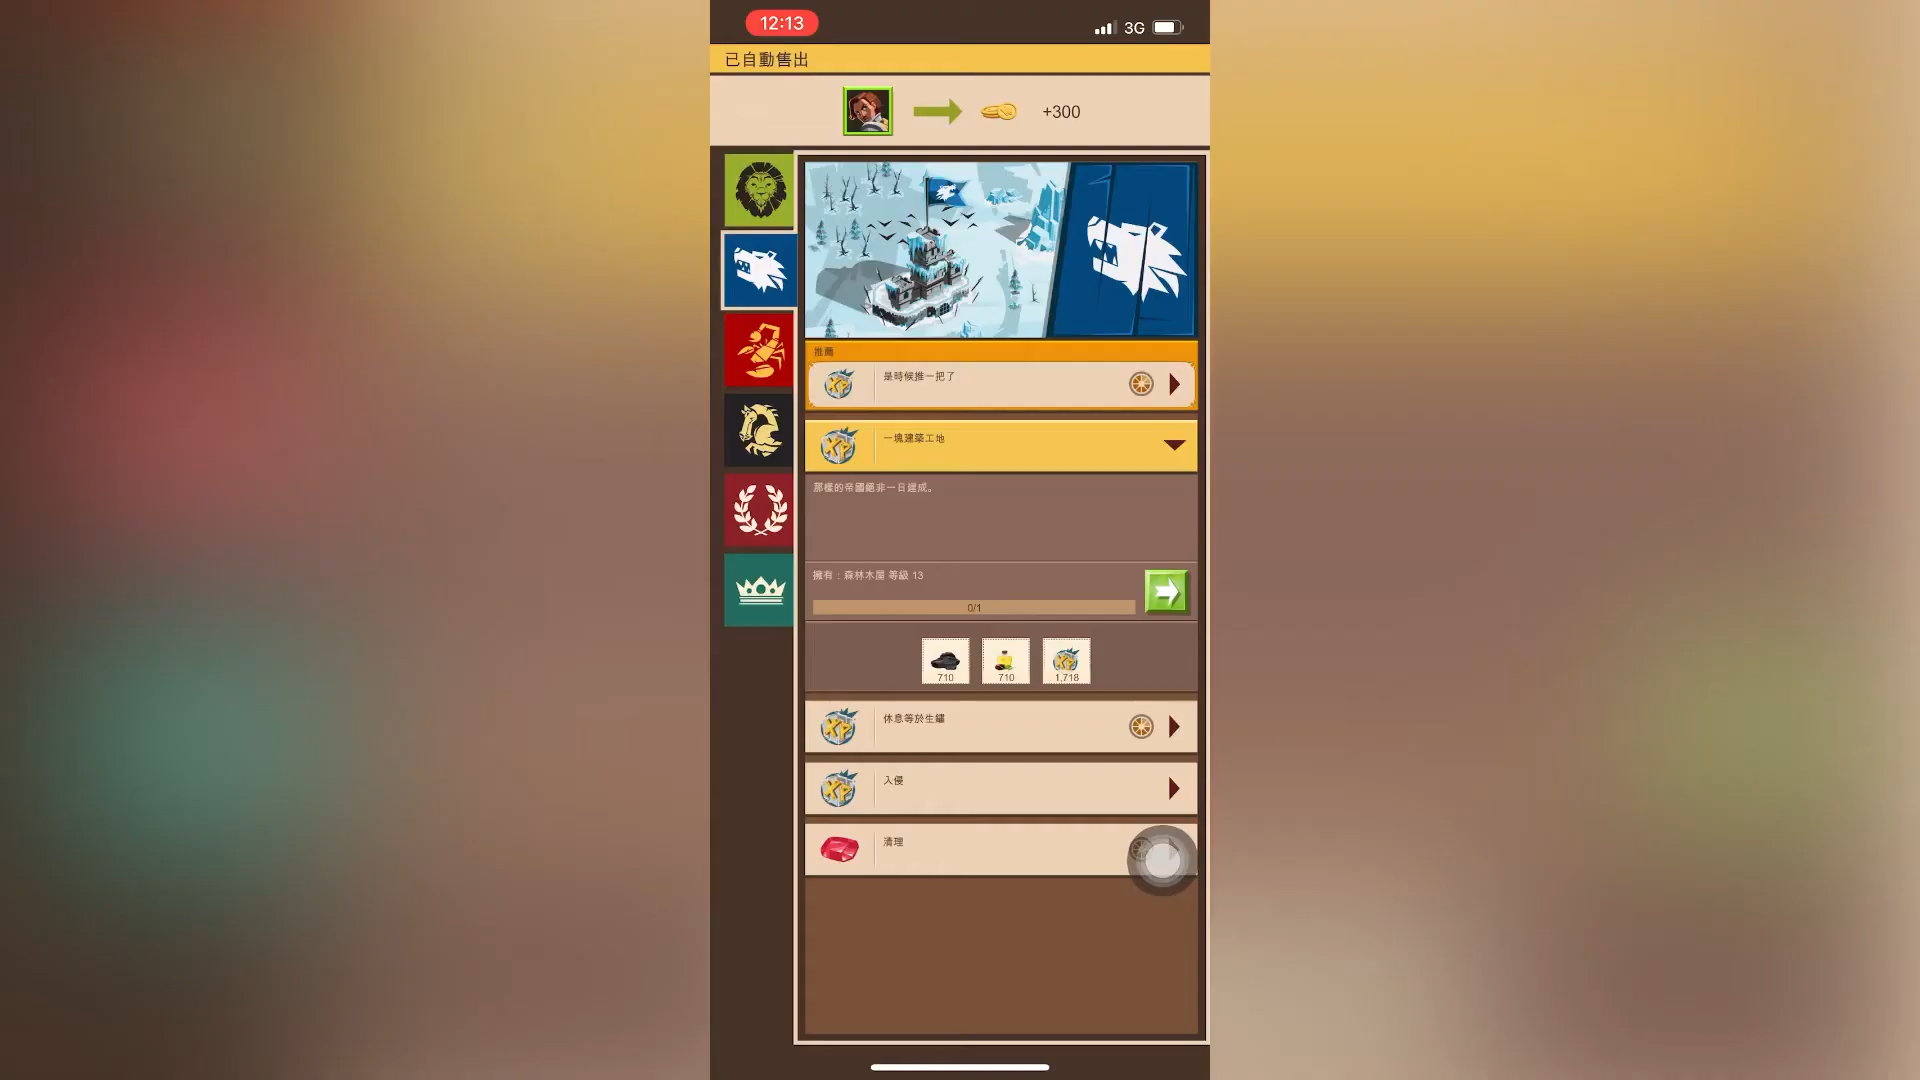 12:13
3G
已自動售出
+300
推薦
是時候推一把了
一塊建築工地
那樣的帝國絕非一日建成。
擁有：森林木屋 等級 13
0/1
710
710
1,718
休息等於生鏽
入侵
清理